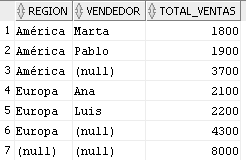 REGION VENDEDOR TOTAL_VENTAS
1 América Marta 1800
2 América Pablo 1900
3 América (null) 3700
4 Europa Ana 2100
5 Europa Luis 2200
6 Europa (null) 4300
7 (null) (null) 8000